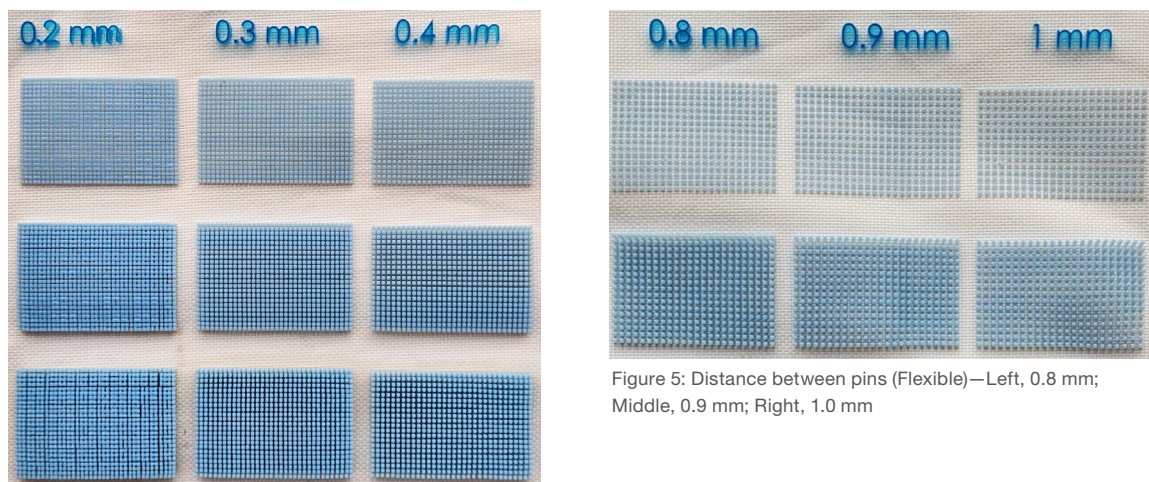 0.2 mm 0.3 mm 0.4 mm
0.8 mm 0.9 mm 1 mm
Figure 5: Distance between pins (Flexible)—Left, 0.8 mm;
Middle, 0.9 mm; Right, 1.0 mm